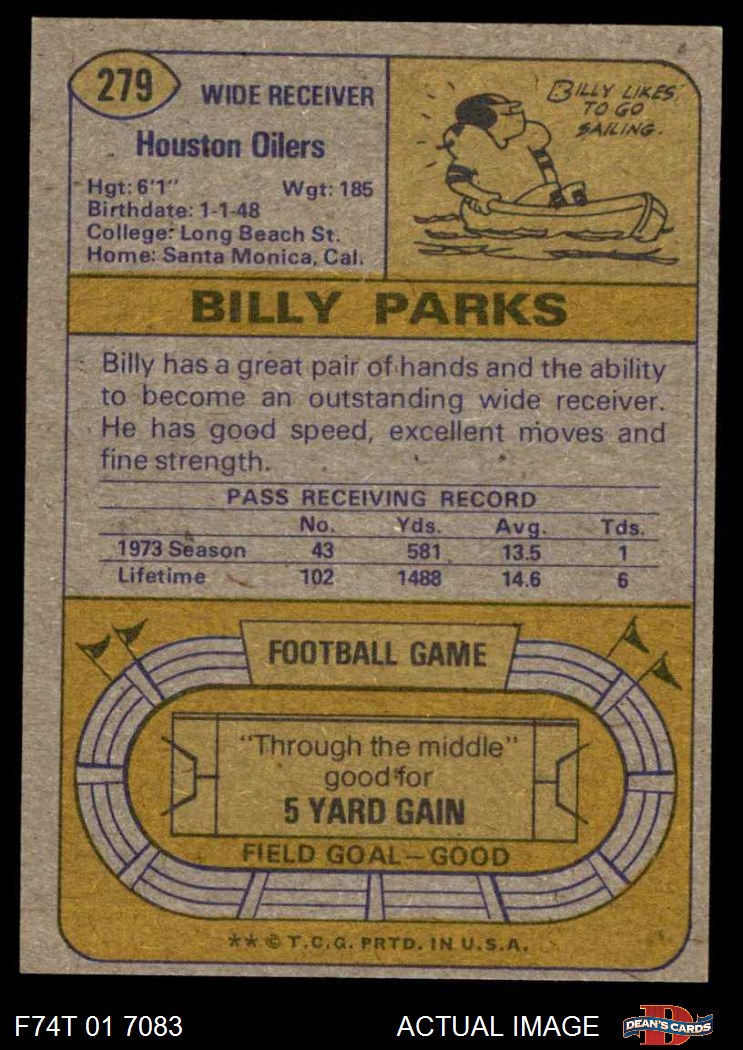 279
WIDE RECEIVER
Houston Oilers
Hgt: 6'1" Wgt: 185
Birthdate: 1-1-48
College: Long Beach St.
Home: Santa Monica, Cal.
BILLY LIKES
TO GO
SAILING.
BILLY PARKS
Billy has a great pair of hands and the ability
to become an outstanding wide receiver.
He has good speed, excellent moves and
fine strength.
PASS RECEIVING RECORD
No. Yds. Avg. Tds.
1973 Season 43 581 13.5 1
Lifetime 102 1488 14.6 6
FOOTBALL GAME
"Through the middle"
good for
5 YARD GAIN
FIELD GOAL—GOOD
** © T.C.G. PRTD. IN U.S.A.
F74T 01 7083 ACTUAL IMAGE
DEAN'S CARDS